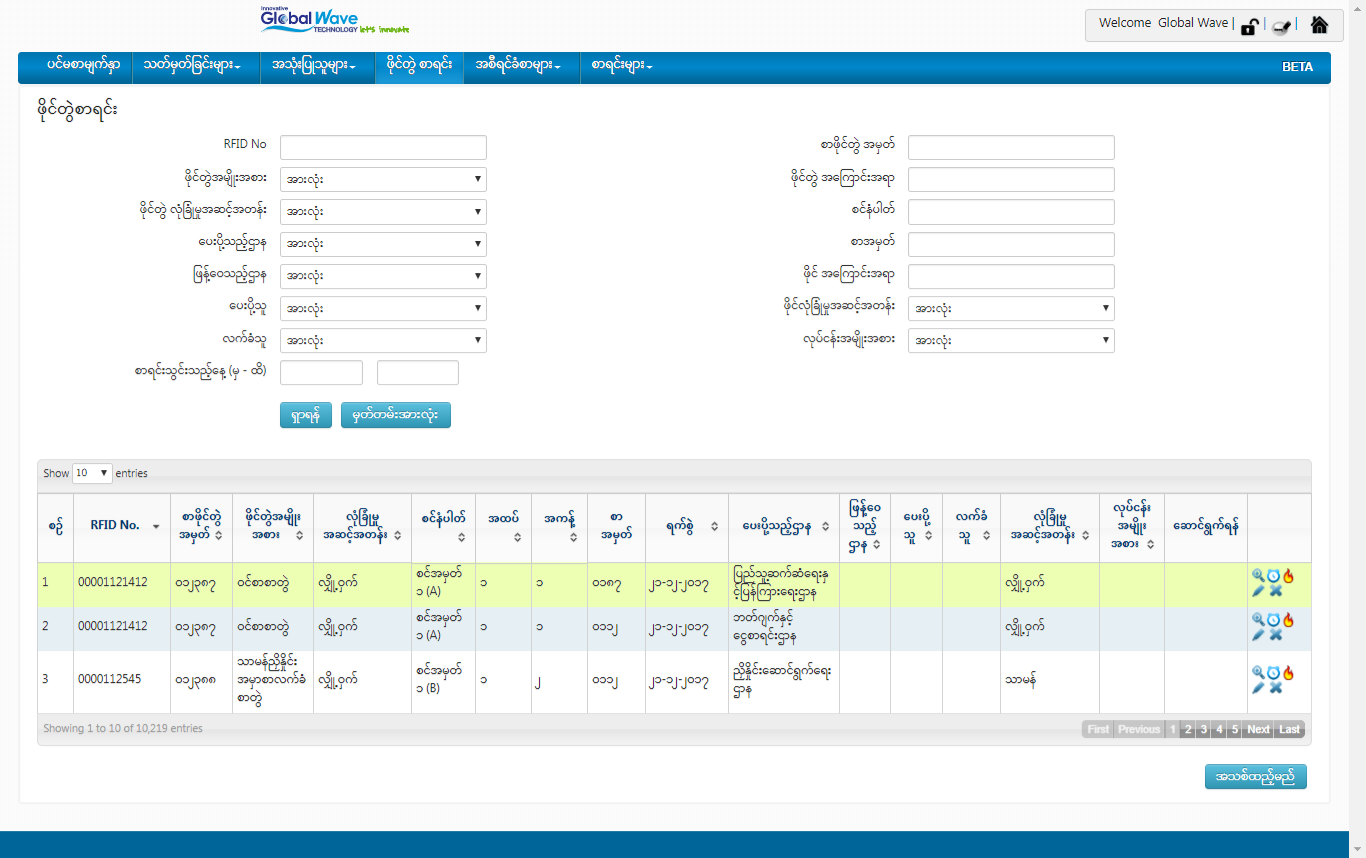 innovative
Global Wave
TECHNOLOGY let's innovate
Welcome Global Wave | | |
ပင်မစာမျက်နှာ သတ်မှတ်ခြင်းများ အသုံးပြုသူများ ဖိုင်တွဲ စာရင်း အစီရင်ခံစာများ စာရင်းများ BETA
ဖိုင်တွဲစာရင်း
RFID No စာဖိုင်တွဲ အမှတ်
ဖိုင်တွဲအမျိုးအစား အားလုံး ဖိုင်တွဲ အကြောင်းအရာ
ဖိုင်တွဲ လုံခြုံမှုအဆင့်အတန်း အားလုံး စင်နံပါတ်
ပေးပို့သည့်ဌာန အားလုံး စာအမှတ်
ဖြန့်ဝေသည့်ဌာန အားလုံး ဖိုင် အကြောင်းအရာ
ပေးပို့သူ အားလုံး ဖိုင်လုံခြုံမှုအဆင့်အတန်း အားလုံး
လက်ခံသူ အားလုံး လုပ်ငန်းအမျိုးအစား အားလုံး
စာရင်းသွင်းသည့်နေ့ (မှ - ထိ)
ရှာရန် မှတ်တမ်းအားလုံး
Show 10 entries
စဉ် RFID No. စာဖိုင်တွဲ အမှတ် ဖိုင်တွဲအမျိုး အစား လုံခြုံမှု အဆင့်အတန်း စင်နံပါတ် အထပ် အကန့် စာ အမှတ် ရက်စွဲ ပေးပို့သည့်ဌာန ဖြန့်ဝေ သည့် ဌာန ပေးပို့ သူ လက်ခံ သူ လုံခြုံမှု အဆင့်အတန်း လုပ်ငန်း အမျိုး အစား ဆောင်ရွက်ရန်
1 00001121412 ၀၁၂၃၈၇ ဝင်စာစာတွဲ လျှို့ဝှက် စင်အမှတ် ၁ (A) ၁ ၁ ၀၁၈၇ ၂၁-၁၂-၂၀၁၇ ပြည်သူ့ဆက်ဆံရေးနှ င့်ပြန်ကြားရေးဌာန လျှို့ဝှက်
2 00001121412 ၀၁၂၃၈၇ ဝင်စာစာတွဲ လျှို့ဝှက် စင်အမှတ် ၁ (A) ၁ ၁ ၀၁၁၂ ၂၁-၁၂-၂၀၁၇ ဘတ်ဂျက်နှင့် ငွေစာရင်းဌာန လျှို့ဝှက်
3 0000112545 ၀၁၂၃၈၈ သာမန်ညှိနှိုင်း အမှာစာလက်ခံ စာတွဲ လျှို့ဝှက် စင်အမှတ် ၁ (B) ၁ ၂ ၀၁၁၂ ၂၁-၁၂-၂၀၁၇ ညှိနှိုင်းဆောင်ရွက်ရေး ဌာန သာမန်
Showing 1 to 10 of 10,219 entries First Previous 1 2 3 4 5 Next Last
အသစ်ထည့်မည်